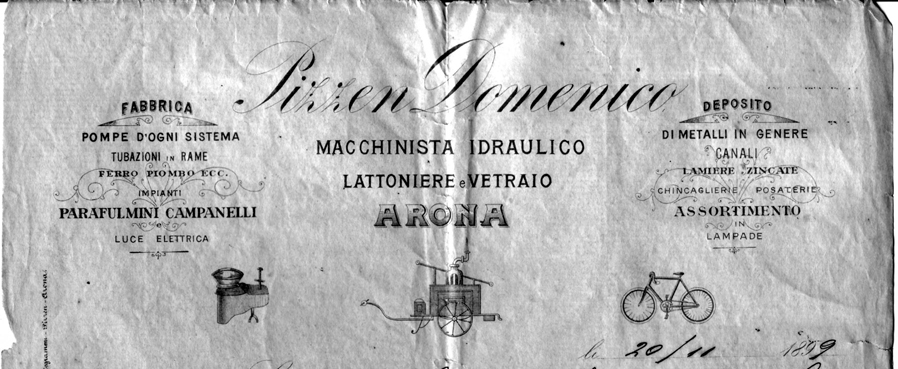 Pizzen Domenico
FABBRICA
POMPE D'OGNI SISTEMA
TUBAZIONI IN RAME
FERRO PIOMBO ECC.
IMPIANTI
PARAFULMINI CAMPANELLI
e
LUCE ELETTRICA
MACCHINISTA IDRAULICO
LATTONIERE e VETRAIO
ARONA
DEPOSITO
DI METALLI IN GENERE
CANALI
LAMIERE ZINCATE
CHINCAGLIERIE POSATERIE
ASSORTIMENTO
IN
LAMPADE
le 20/11 1899